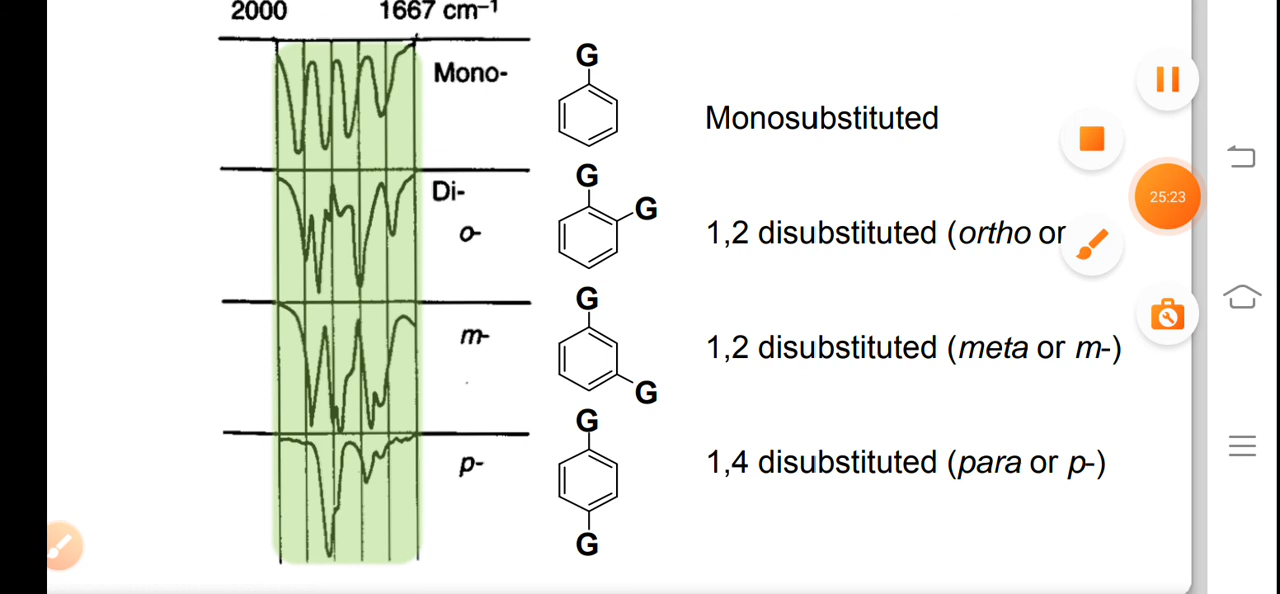 2000 1667 cm⁻¹
Mono-
G
Monosubstituted
Di-
o-
G
G
1,2 disubstituted (ortho or
25:23
m-
G
G
1,2 disubstituted (meta or m-)
p-
G
G
1,4 disubstituted (para or p-)